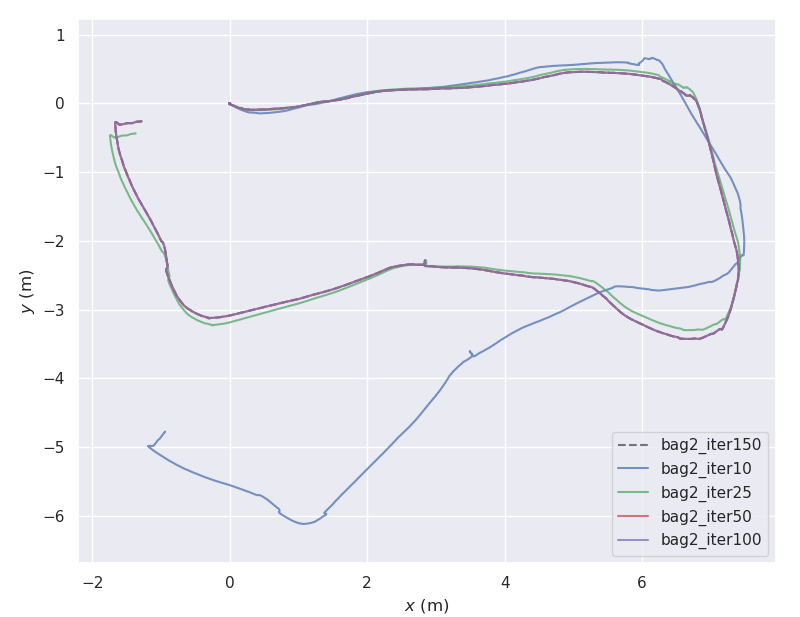 1
0
−1
−2
−3
−4
−5
−6
y (m)
−2
0
2
4
6
x (m)
bag2_iter150
bag2_iter10
bag2_iter25
bag2_iter50
bag2_iter100